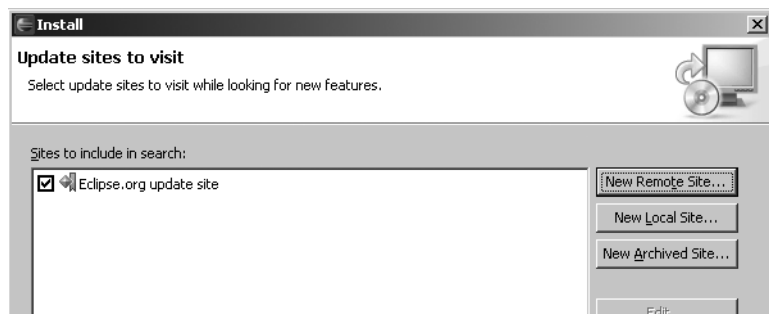 Install
Update sites to visit
Select update sites to visit while looking for new features.
Sites to include in search:
Eclipse.org update site
New Remote Site...
New Local Site...
New Archived Site...
Edit